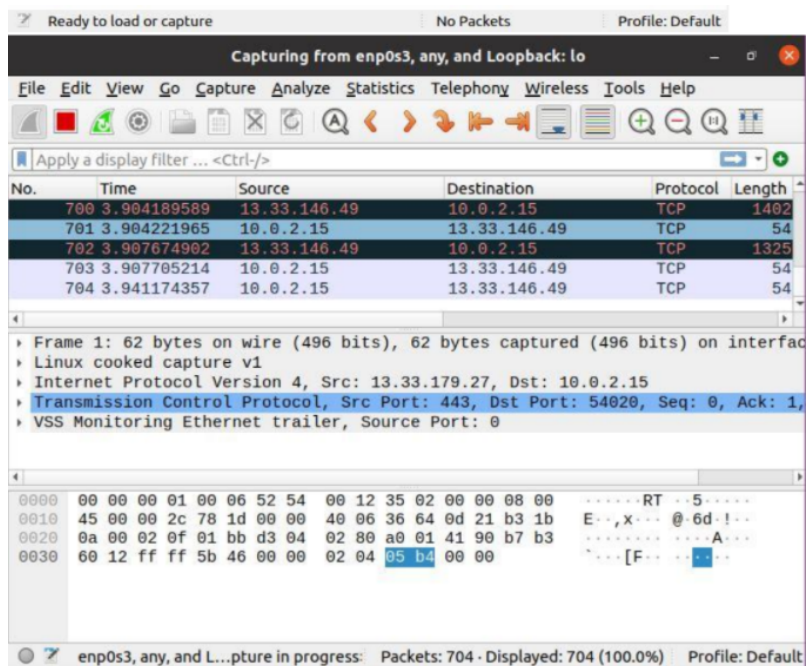 Ready to load or capture No Packets Profile: Default
Capturing from enp0s3, any, and Loopback: lo
File Edit View Go Capture Analyze Statistics Telephony Wireless Tools Help
Apply a display filter ... <Ctrl-/>
No. Time Source Destination Protocol Length
700 3.904189589 13.33.146.49 10.0.2.15 TCP 1402
701 3.904221965 10.0.2.15 13.33.146.49 TCP 54
702 3.907674902 13.33.146.49 10.0.2.15 TCP 1325
703 3.907705214 10.0.2.15 13.33.146.49 TCP 54
704 3.941174357 10.0.2.15 13.33.146.49 TCP 54
Frame 1: 62 bytes on wire (496 bits), 62 bytes captured (496 bits) on interfac
Linux cooked capture v1
Internet Protocol Version 4, Src: 13.33.179.27, Dst: 10.0.2.15
Transmission Control Protocol, Src Port: 443, Dst Port: 54020, Seq: 0, Ack: 1,
VSS Monitoring Ethernet trailer, Source Port: 0
0000 00 00 00 01 00 06 52 54 00 12 35 02 00 00 08 00 ······RT ··5·····
0010 45 00 00 2c 78 1d 00 00 40 06 36 64 0d 21 b3 1b E··,x··· @·6d·!··
0020 0a 00 02 0f 01 bb d3 04 02 80 a0 01 41 90 b7 b3 ········ ····A···
0030 60 12 ff ff 5b 46 00 00 02 04 05 b4 00 00 `···[F·· ······
enp0s3, any, and L...pture in progress: Packets: 704 · Displayed: 704 (100.0%) Profile: Default